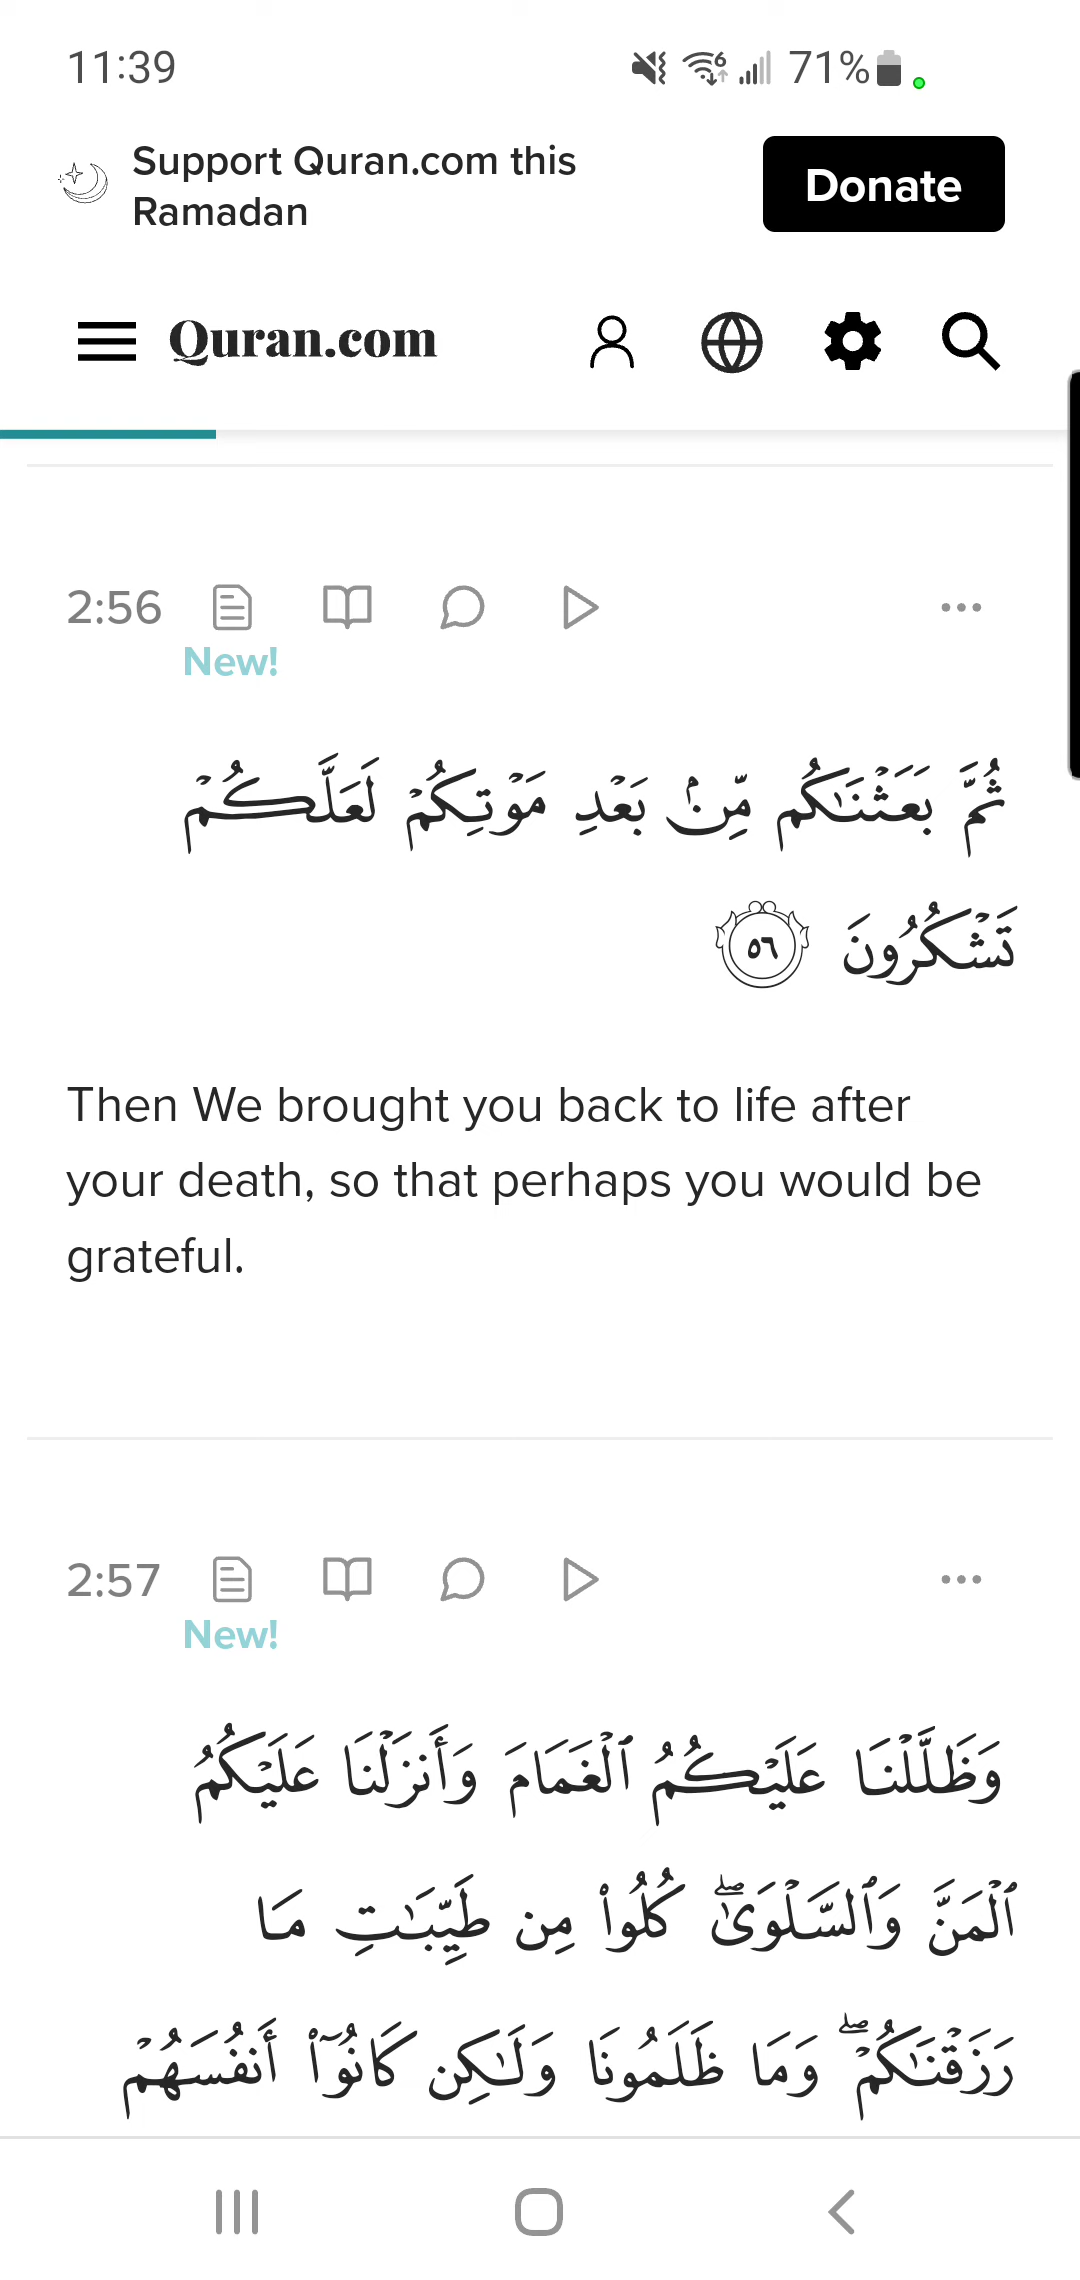 11:39
6
71%
Support Quran.com this
Ramadan
Donate
Quran.com
2:56
New!
ثُمَّ بَعَثْنَـٰكُم مِّنۢ بَعْدِ مَوْتِكُمْ لَعَلَّكُمْ
تَشْكُرُونَ ٥٦
Then We brought you back to life after
your death, so that perhaps you would be
grateful.
2:57
New!
وَظَلَّلْنَا عَلَيْكُمُ ٱلْغَمَامَ وَأَنزَلْنَا عَلَيْكُمُ
ٱلْمَنَّ وَٱلسَّلْوَىٰ ۖ كُلُوا۟ مِن طَيِّبَـٰتِ مَا
رَزَقْنَـٰكُمْ ۖ وَمَا ظَلَمُونَا وَلَـٰكِن كَانُوٓا۟ أَنفُسَهُمْ